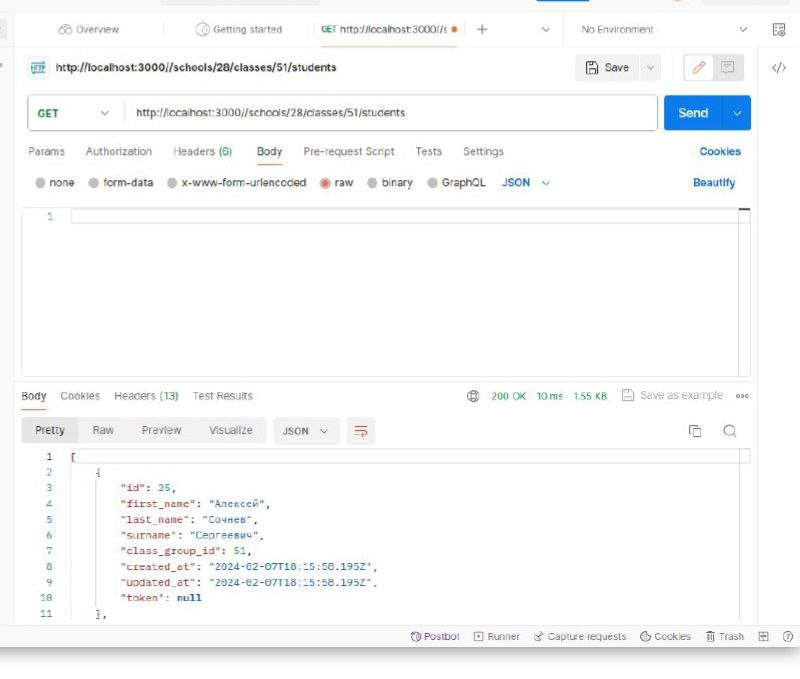 Overview Getting started GET http://localhost:3000//s No Environment
http://localhost:3000//schools/28/classes/51/students Save
GET http://localhost:3000//schools/28/classes/51/students Send
Params Authorization Headers (6) Body Pre-request Script Tests Settings Cookies
none form-data x-www-form-urlencoded raw binary GraphQL JSON Beautify
1
Body Cookies Headers (13) Test Results 200 OK 10 ms 1.55 KB Save as example
Pretty Raw Preview Visualize JSON
1 [
2 {
3 "id": 25,
4 "first_name": "Алексей",
5 "last_name": "Сочнев",
6 "surname": "Сергеевич",
7 "class_group_id": 51,
8 "created_at": "2024-02-07T18:15:58.195Z",
9 "updated_at": "2024-02-07T18:15:58.195Z",
10 "token": null
11 },
Postbot Runner Capture requests Cookies Trash